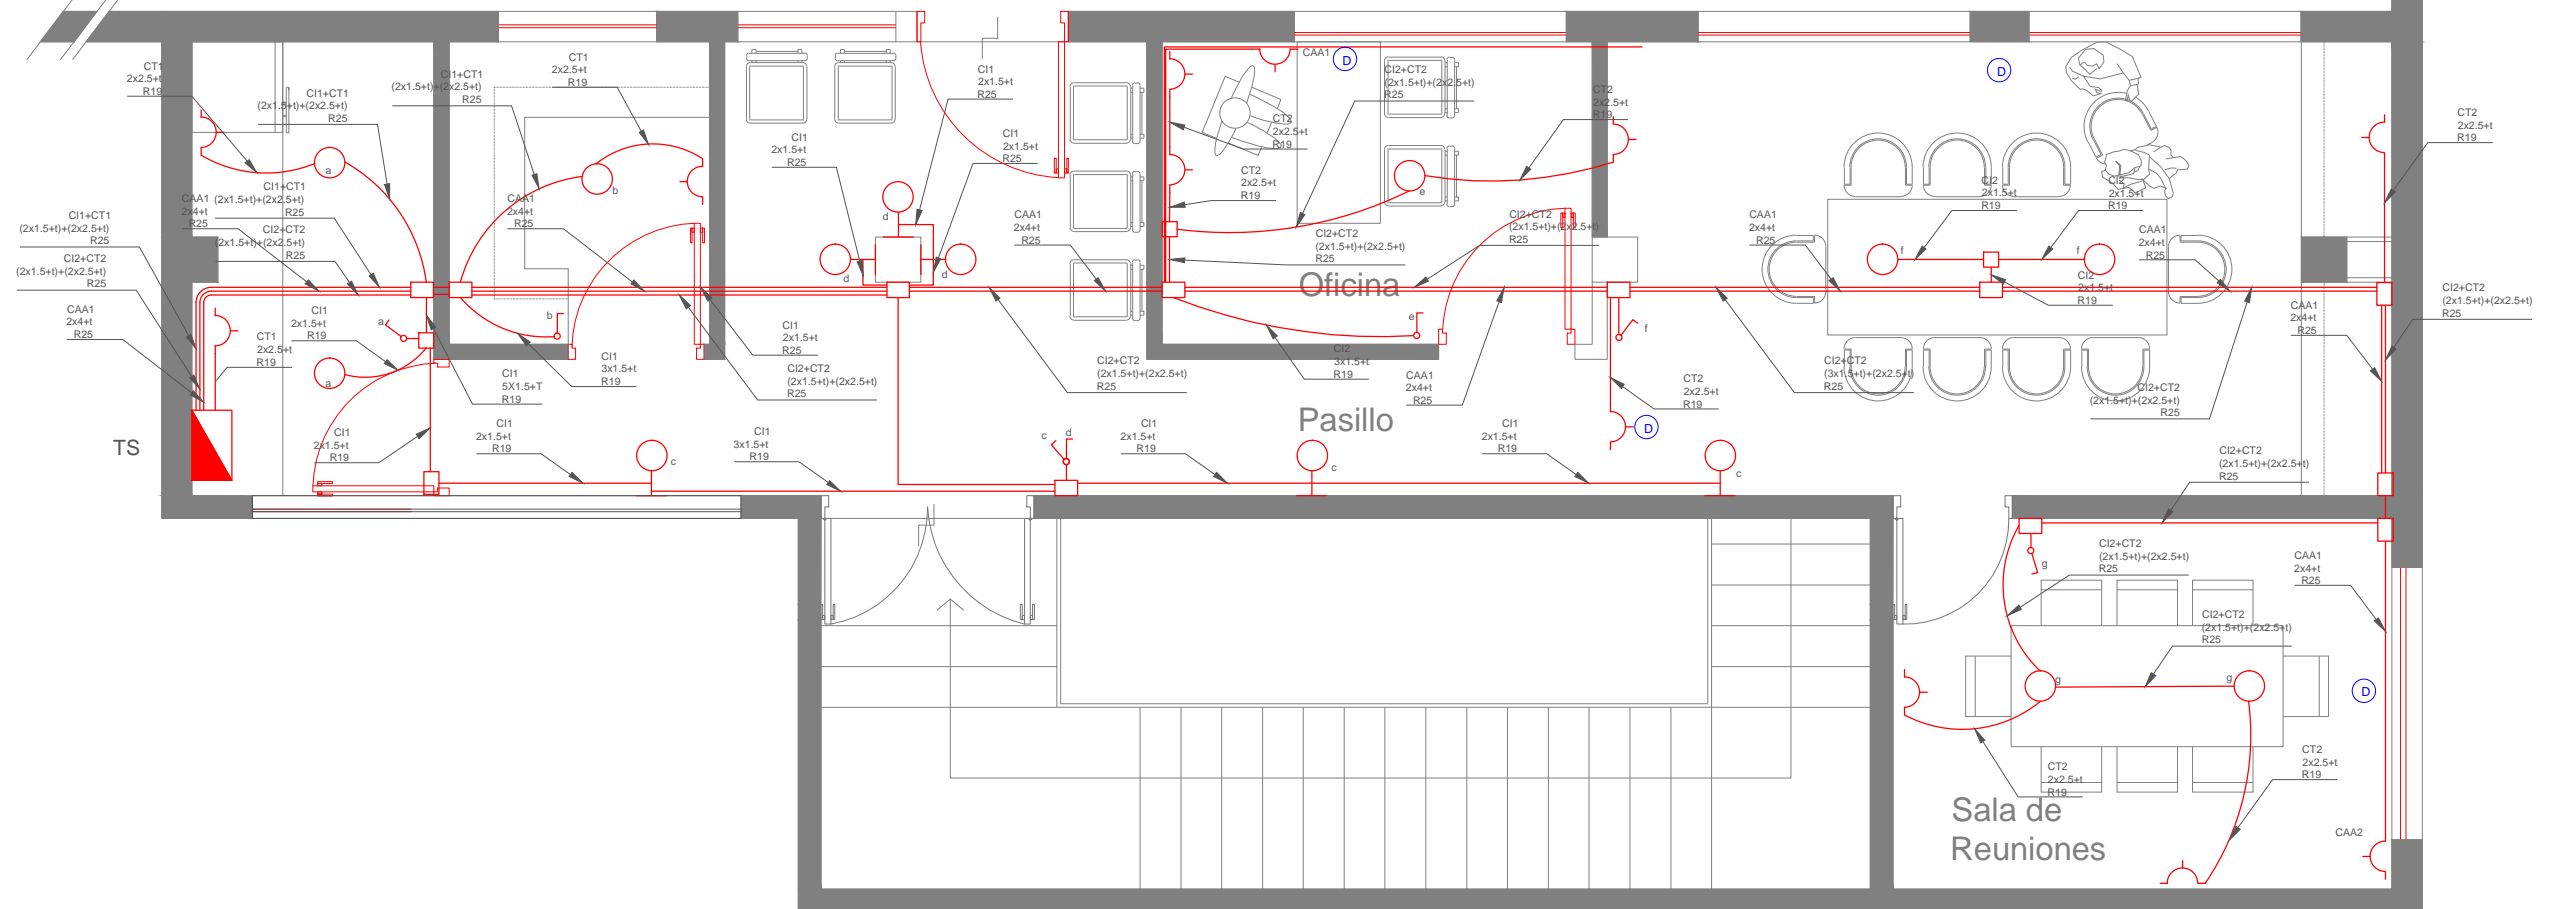 CT1
2x2.5+t
R19
CI1+CT1
(2x1.5+t)+(2x2.5+t)
R25
CI1+CT1
(2x1.5+t)+(2x2.5+t)
R25
CT1
2x2.5+t
R19
CI1
2x1.5+t
R25
CI1
2x1.5+t
R25
CI1
2x1.5+t
R25
CAA1
D
CI2+CT2
(2x1.5+t)+(2x2.5+t)
R25
CT2
2x2.5+t
R19
CT2
2x2.5+t
R19
CT2
2x2.5+t
R19
D
CT2
2x2.5+t
R19
a
b
d
d
d
e
CI1+CT1
(2x1.5+t)+(2x2.5+t)
R25
CAA1
2x4+t
R25
CI2+CT2
(2x1.5+t)+(2x2.5+t)
R25
CI1+CT1
(2x1.5+t)+(2x2.5+t)
R25
CI2+CT2
(2x1.5+t)+(2x2.5+t)
R25
CAA1
2x4+t
R25
CAA1
2x4+t
R25
CAA1
2x4+t
R25
CI2+CT2
(2x1.5+t)+(2x2.5+t)
R25
CI2+CT2
(2x1.5+t)+(2x2.5+t)
R25
CAA1
2x4+t
R25
CI2
2x1.5+t
R19
CI2
2x1.5+t
R19
f
f
CI2
2x1.5+t
R19
CAA1
2x4+t
R25
CAA1
2x4+t
R25
CI2+CT2
(2x1.5+t)+(2x2.5+t)
R25
Oficina
CT1
2x2.5+t
R19
CI1
2x1.5+t
R19
a
a
b
e
f
CI1
5X1.5+T
R19
CI1
3x1.5+t
R19
CI1
2x1.5+t
R25
CI2+CT2
(2x1.5+t)+(2x2.5+t)
R25
CI2+CT2
(2x1.5+t)+(2x2.5+t)
R25
CI2
3x1.5+t
R19
CAA1
2x4+t
R25
CT2
2x2.5+t
R19
CI2+CT2
(3x1.5+t)+(2x2.5+t)
R25
CI2+CT2
(2x1.5+t)+(2x2.5+t)
R25
Pasillo
D
TS
CI1
2x1.5+t
R19
CI1
2x1.5+t
R19
c
CI1
3x1.5+t
R19
c
d
CI1
2x1.5+t
R19
c
CI1
2x1.5+t
R19
c
CI2+CT2
(2x1.5+t)+(2x2.5+t)
R25
CI2+CT2
(2x1.5+t)+(2x2.5+t)
R25
g
CAA1
2x4+t
R25
CI2+CT2
(2x1.5+t)+(2x2.5+t)
R25
g
g
D
CT2
2x2.5+t
R19
CT2
2x2.5+t
R19
Sala de
Reuniones
CAA2